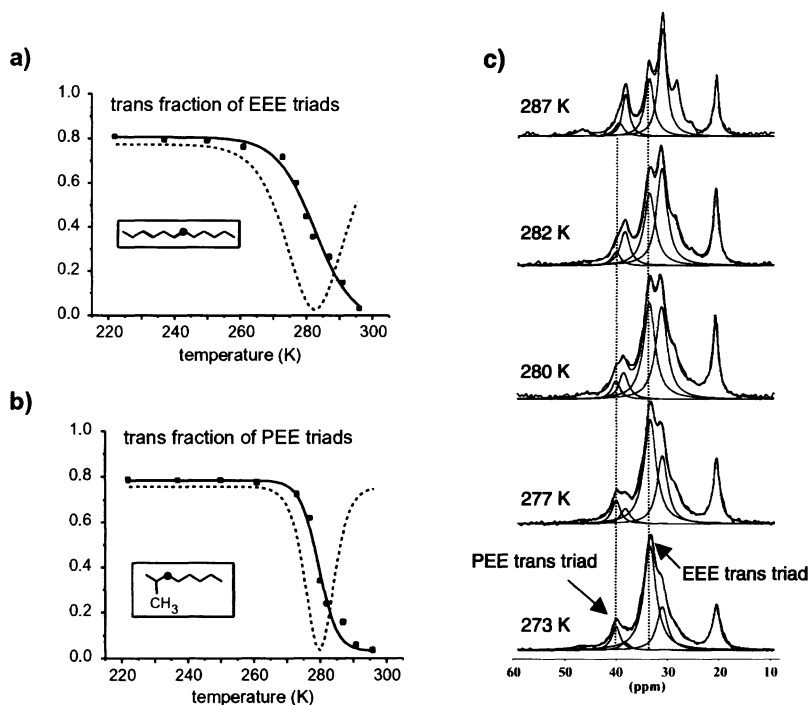 a)
trans fraction of EEE triads
1.0
0.8
0.6
0.4
0.2
0.0
220 240 260 280 300
temperature (K)
b)
trans fraction of PEE triads
1.0
0.8
0.6
0.4
0.2
0.0
CH₃
220 240 260 280 300
temperature (K)
c)
287 K
282 K
280 K
277 K
PEE trans triad
EEE trans triad
273 K
60 50 40 30 20 10
(ppm)